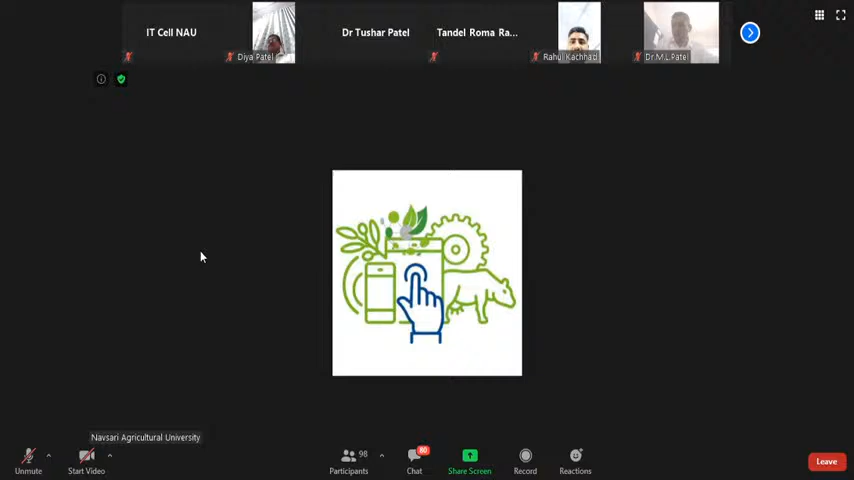 IT Cell NAU
Diya Patel
Dr Tushar Patel
Tandel Roma Ra...
Rahul Kachhadi
Dr.M.L.Patel
Navsari Agricultural University
Unmute
Start Video
98
Participants
80
Chat
Share Screen
Record
Reactions
Leave